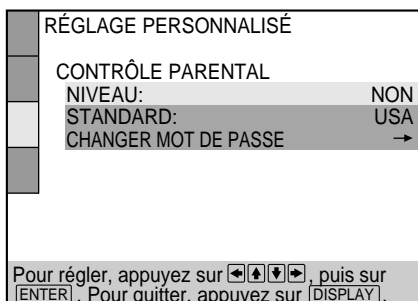 RÉGLAGE PERSONNALISÉ
CONTRÔLE PARENTAL
NIVEAU: NON
STANDARD: USA
CHANGER MOT DE PASSE →
Pour régler, appuyez sur ←↑↓→, puis sur
ENTER. Pour quitter, appuyez sur DISPLAY.